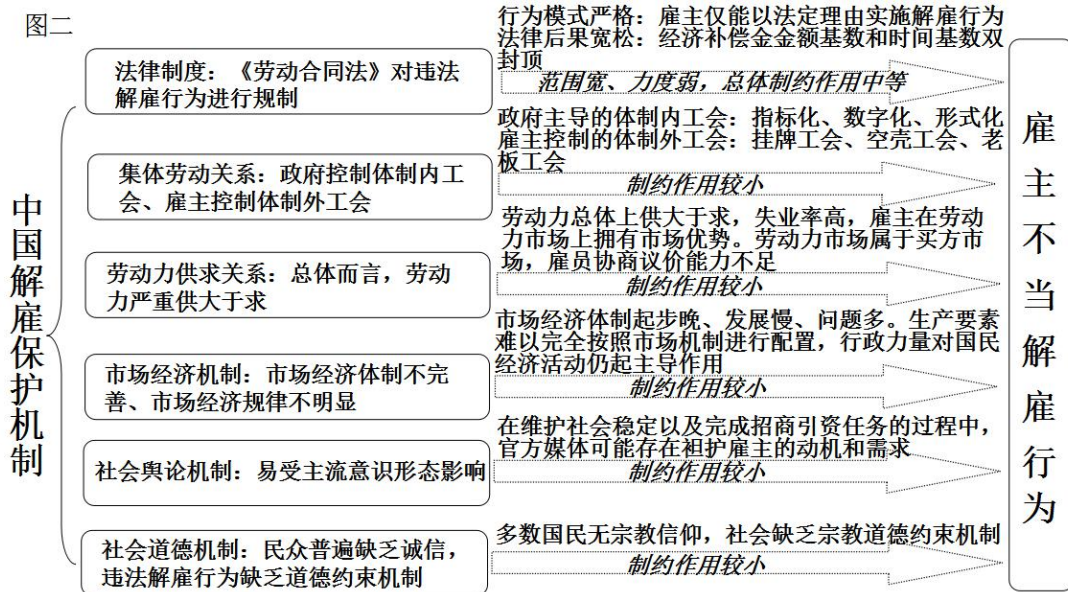 图二
中国解雇保护机制
法律制度：《劳动合同法》对违法
解雇行为进行规制
行为模式严格：雇主仅能以法定理由实施解雇行为
法律后果宽松：经济补偿金金额基数和时间基数双
封顶
范围宽、力度弱，总体制约作用中等
集体劳动关系：政府控制体制内工
会、雇主控制体制外工会
政府主导的体制内工会：指标化、数字化、形式化
雇主控制的体制外工会：挂牌工会、空壳工会、老
板工会
制约作用较小
劳动力供求关系：总体而言，劳动
力严重供大于求
劳动力总体上供大于求，失业率高，雇主在劳动
力市场上拥有市场优势。劳动力市场属于买方市
场，雇员协商议价能力不足
制约作用较小
市场经济机制：市场经济体制不完
善、市场经济规律不明显
市场经济体制起步晚、发展慢、问题多。生产要素
难以完全按照市场机制进行配置，行政力量对国民
经济活动仍起主导作用
制约作用较小
社会舆论机制：易受主流意识形态影响
在维护社会稳定以及完成招商引资任务的过程中，
官方媒体可能存在袒护雇主的动机和需求
制约作用较小
社会道德机制：民众普遍缺乏诚信，
违法解雇行为缺乏道德约束机制
多数国民无宗教信仰，社会缺乏宗教道德约束机制
制约作用较小
雇主不当解雇行为